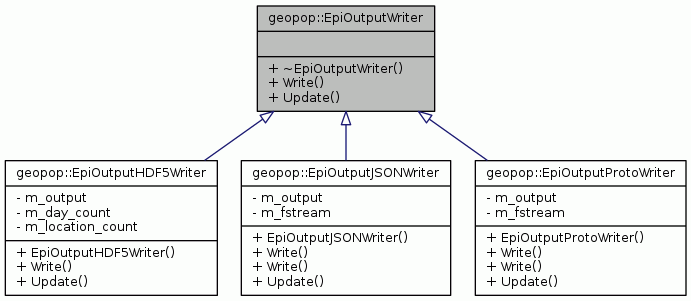 geopop::EpiOutputWriter
+ ~EpiOutputWriter()
+ Write()
+ Update()
geopop::EpiOutputHDF5Writer
- m_output
- m_day_count
- m_location_count
+ EpiOutputHDF5Writer()
+ Write()
+ Update()
geopop::EpiOutputJSONWriter
- m_output
- m_fstream
+ EpiOutputJSONWriter()
+ Write()
+ Write()
+ Update()
geopop::EpiOutputProtoWriter
- m_output
- m_fstream
+ EpiOutputProtoWriter()
+ Write()
+ Write()
+ Update()